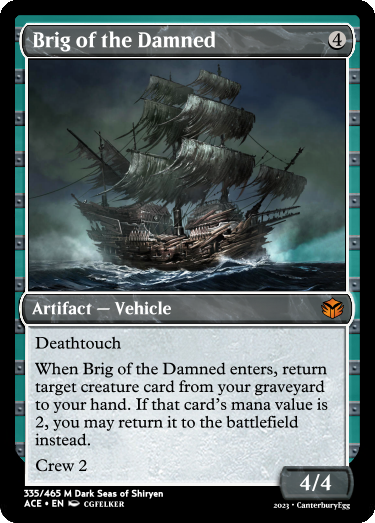 Brig of the Damned 4
Artifact — Vehicle
Deathtouch
When Brig of the Damned enters, return
target creature card from your graveyard
to your hand. If that card's mana value is
2, you may return it to the battlefield
instead.
Crew 2
4/4
335/465 M Dark Seas of Shiryen
ACE • EN CGFELKER
2023 • CanterburyEgg